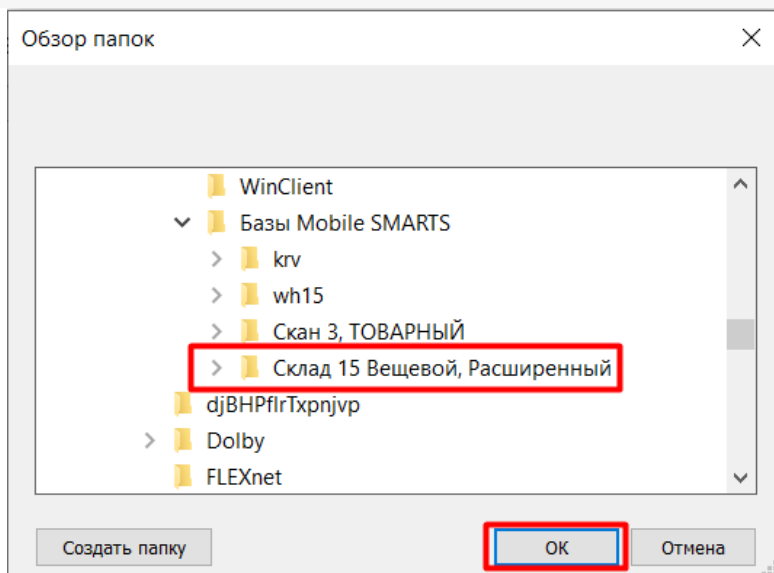 Обзор папок
WinClient
Базы Mobile SMARTS
krv
wh15
Скан 3, ТОВАРНЫЙ
Склад 15 Вещевой, Расширенный
djBHPflrTxpnjvp
Dolby
FLEXnet
Создать папку
ОК
Отмена